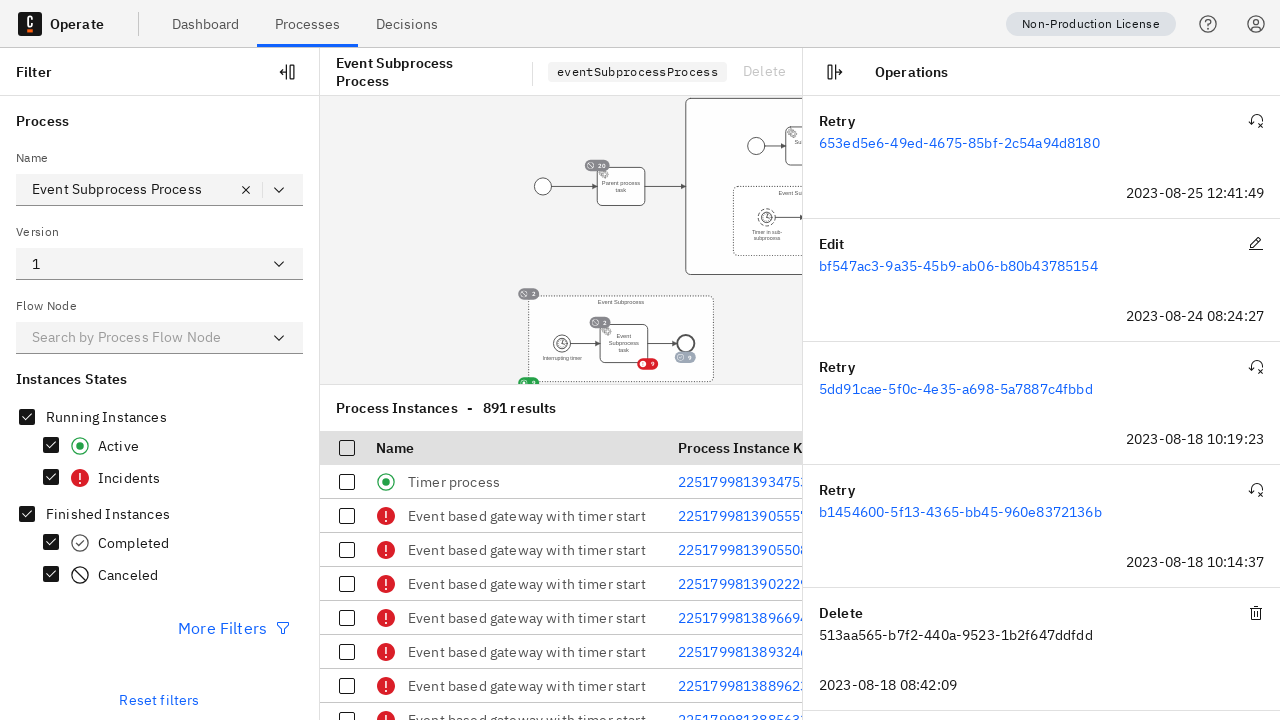 Operate
Dashboard
Processes
Decisions
Non-Production License
Filter
Process
Name
Event Subprocess Process
Version
1
Flow Node
Search by Process Flow Node
Instances States
Running Instances
Active
Incidents
Finished Instances
Completed
Canceled
More Filters
Reset filters
Event Subprocess
Process
eventSubprocessProcess
Delete
20
Parent process
task
Su
Event Su
Timer in sub-
subprocess
2
Event Subprocess
2
Event
Subprocess
task
Interrupting timer
9
9
Process Instances - 891 results
Name
Process Instance K
Timer process
225179981393475
Event based gateway with timer start
225179981390555
Event based gateway with timer start
225179981390550
Event based gateway with timer start
225179981390222
Event based gateway with timer start
225179981389669
Event based gateway with timer start
225179981389324
Event based gateway with timer start
225179981388962
Event based gateway with timer start
Operations
Retry
653ed5e6-49ed-4675-85bf-2c54a94d8180
2023-08-25 12:41:49
Edit
bf547ac3-9a35-45b9-ab06-b80b43785154
2023-08-24 08:24:27
Retry
5dd91cae-5f0c-4e35-a698-5a7887c4fbbd
2023-08-18 10:19:23
Retry
b1454600-5f13-4365-bb45-960e8372136b
2023-08-18 10:14:37
Delete
513aa565-b7f2-440a-9523-1b2f647ddfdd
2023-08-18 08:42:09